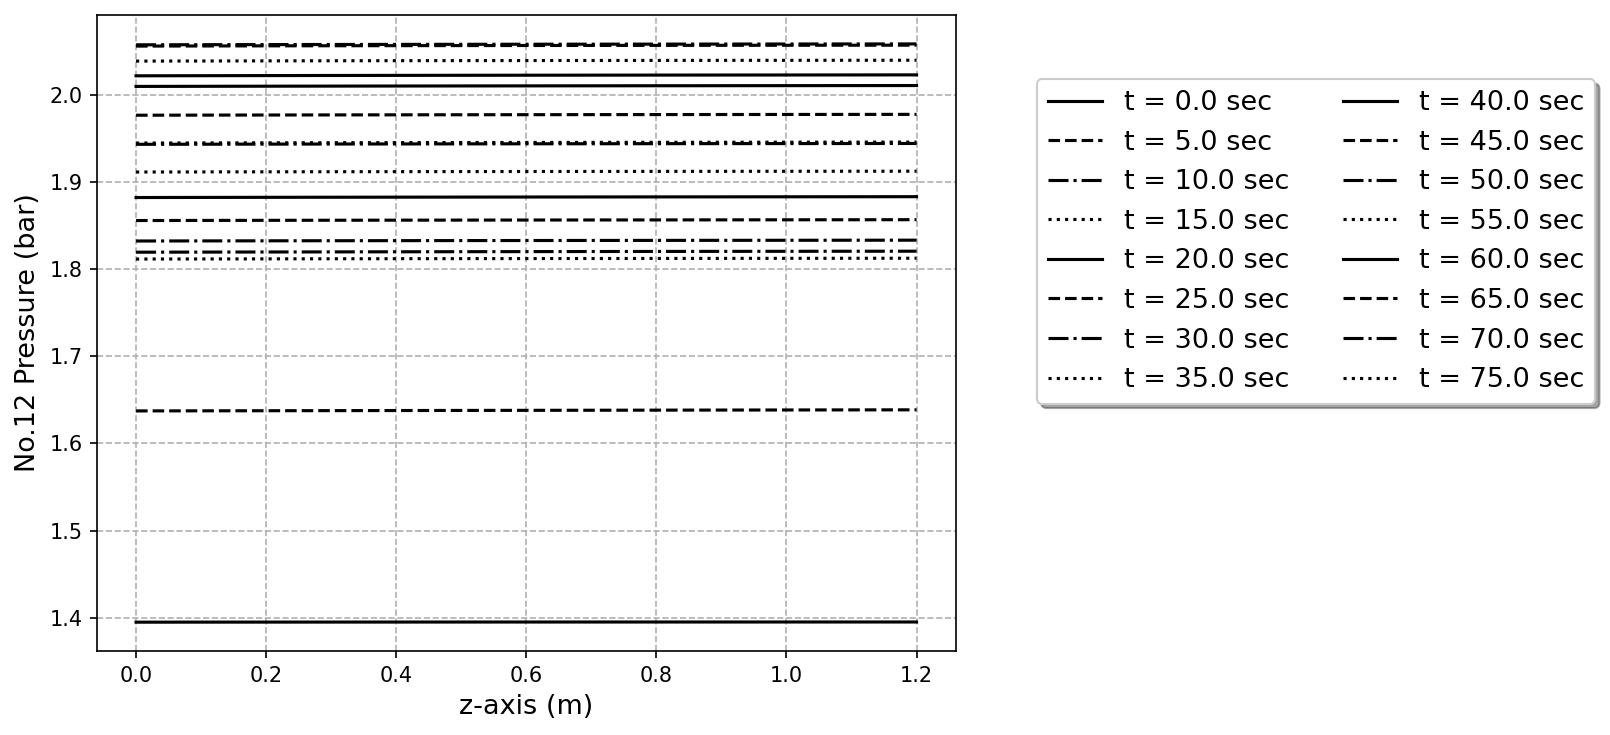 No.12 Pressure (bar)
2.0
1.9
1.8
1.7
1.6
1.5
1.4
0.0 0.2 0.4 0.6 0.8 1.0 1.2
z-axis (m)
t = 0.0 sec
t = 5.0 sec
t = 10.0 sec
t = 15.0 sec
t = 20.0 sec
t = 25.0 sec
t = 30.0 sec
t = 35.0 sec
t = 40.0 sec
t = 45.0 sec
t = 50.0 sec
t = 55.0 sec
t = 60.0 sec
t = 65.0 sec
t = 70.0 sec
t = 75.0 sec